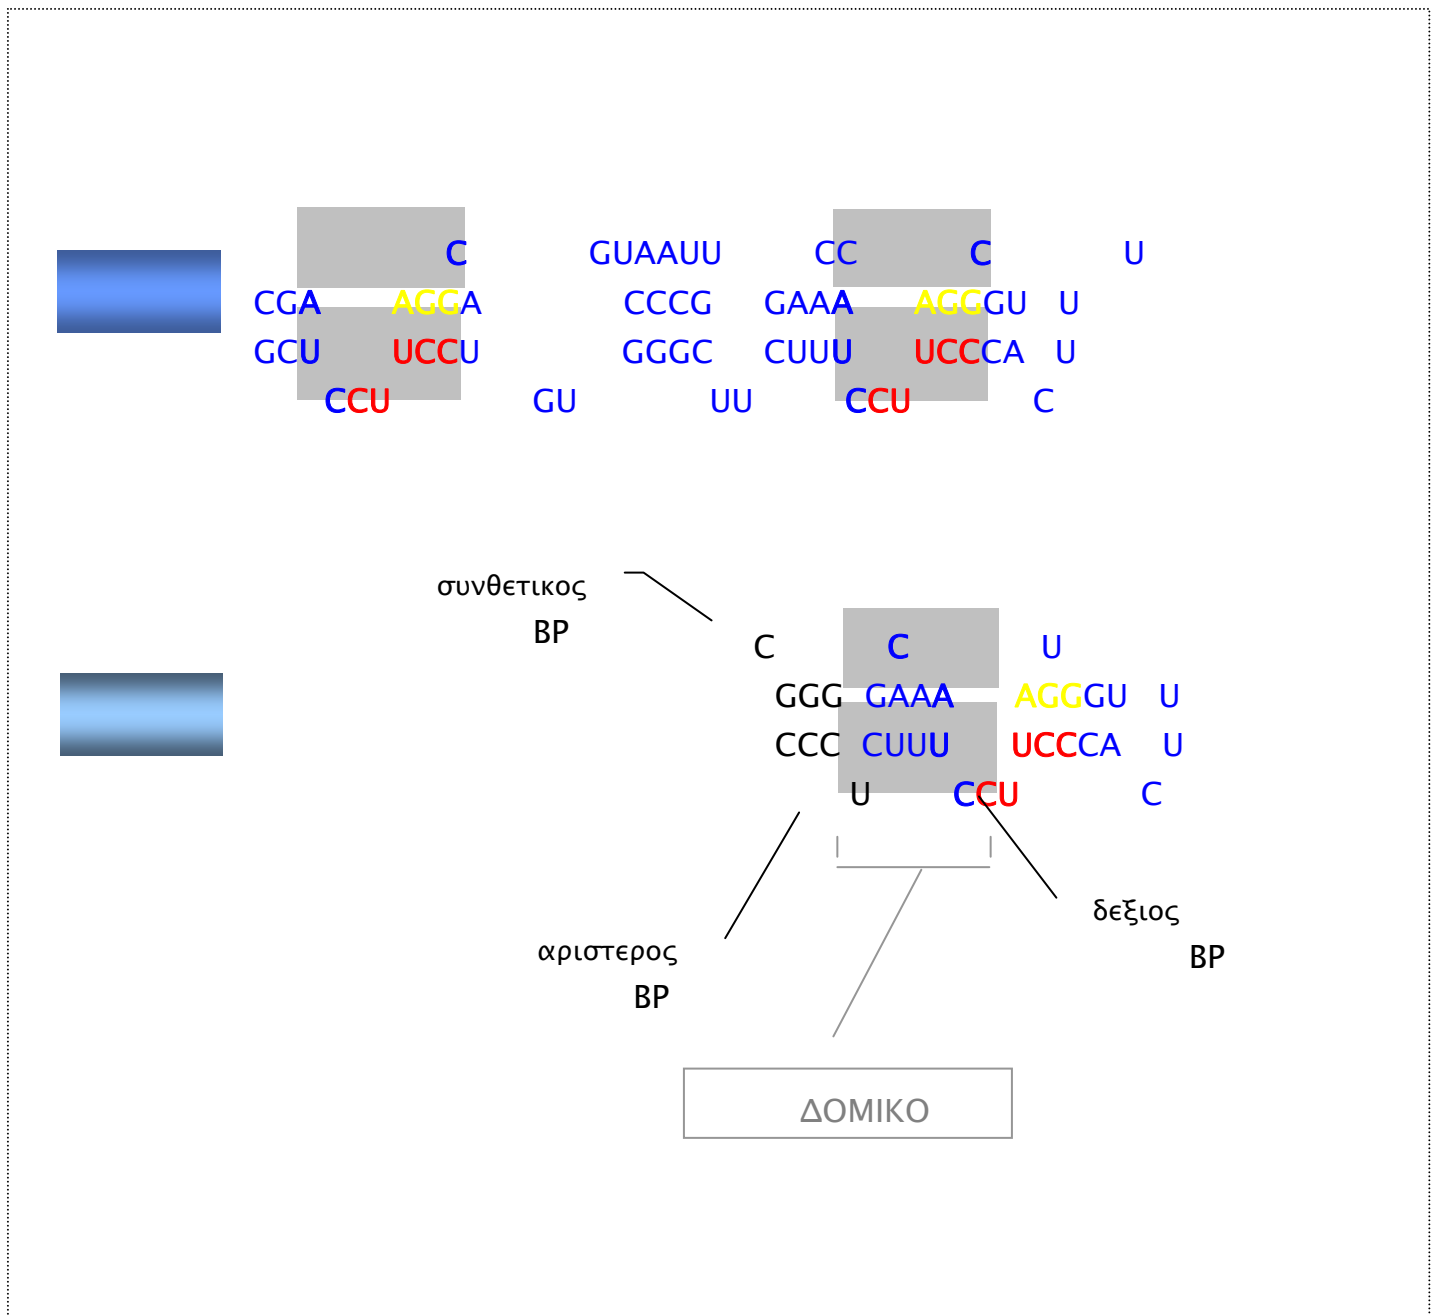 C GUAAUU CC C U
CGA AGGA CCCG GAAA AGGGU U
GCU UCCU GGGC CUUU UCCCA U
CCU GU UU CCU C
συνθετικος
BP
C C U
GGG GAAA AGGGU U
CCC CUUU UCCCA U
U CCU C
δεξιος
BP
αριστερος
BP
ΔΟΜΙΚΟ